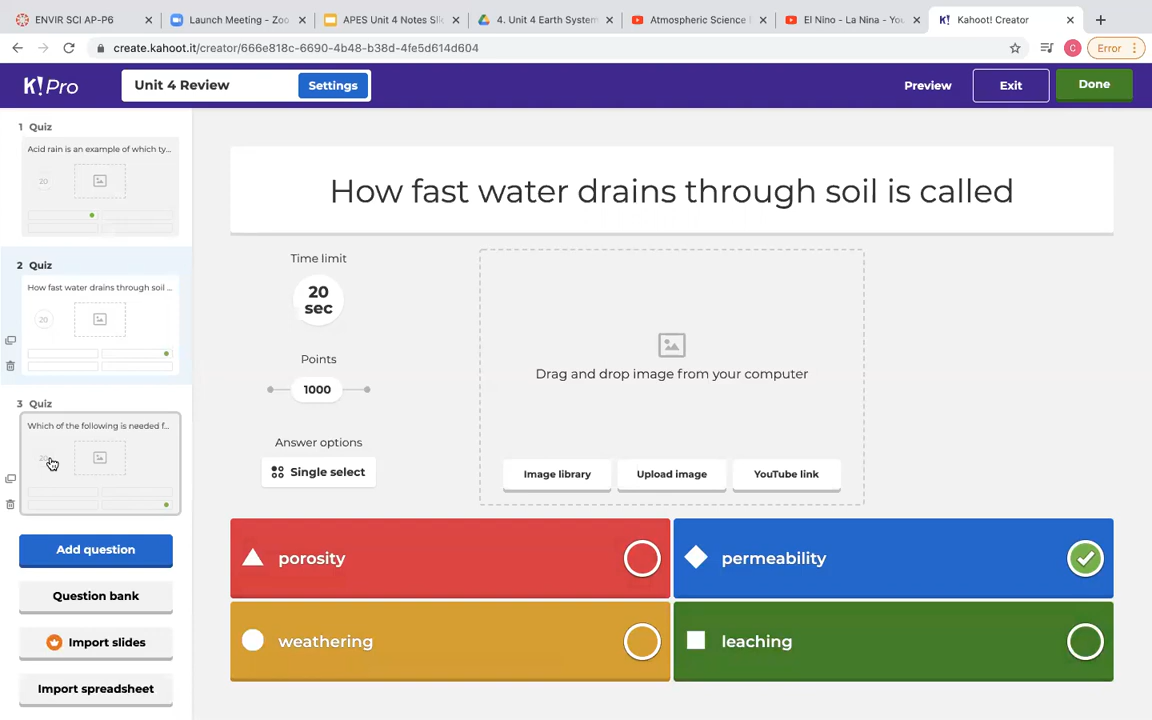 ENVIR SCI AP-P6
Launch Meeting - Zoo
APES Unit 4 Notes Slid
4. Unit 4 Earth System
Atmospheric Science
El Nino - La Nina - You
Kahoot! Creator
create.kahoot.it/creator/666e818c-6690-4b48-b38d-4fe5d614d604
C
Error
K!Pro
Unit 4 Review
Settings
Preview
Exit
Done
1 Quiz
Acid rain is an example of which ty...
20
2 Quiz
How fast water drains through soil ...
20
3 Quiz
Which of the following is needed f...
Add question
Question bank
Import slides
Import spreadsheet
How fast water drains through soil is called
Time limit
20
sec
Points
1000
Answer options
Single select
Drag and drop image from your computer
Image library
Upload image
YouTube link
porosity
permeability
weathering
leaching